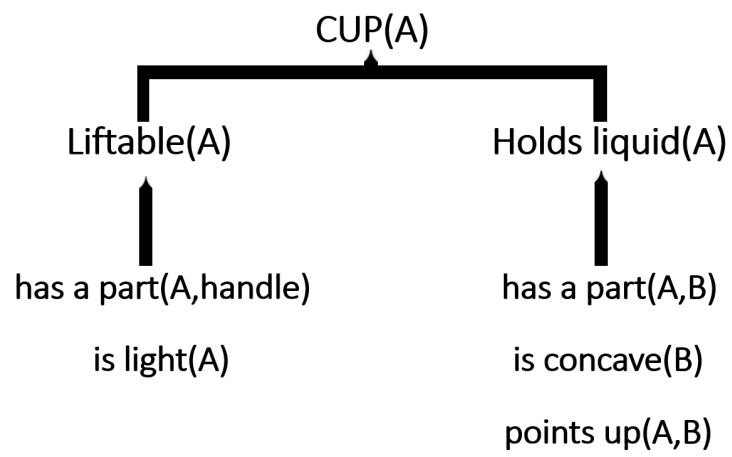 CUP(A)
Liftable(A)
Holds liquid(A)
has a part(A,handle)
is light(A)
has a part(A,B)
is concave(B)
points up(A,B)